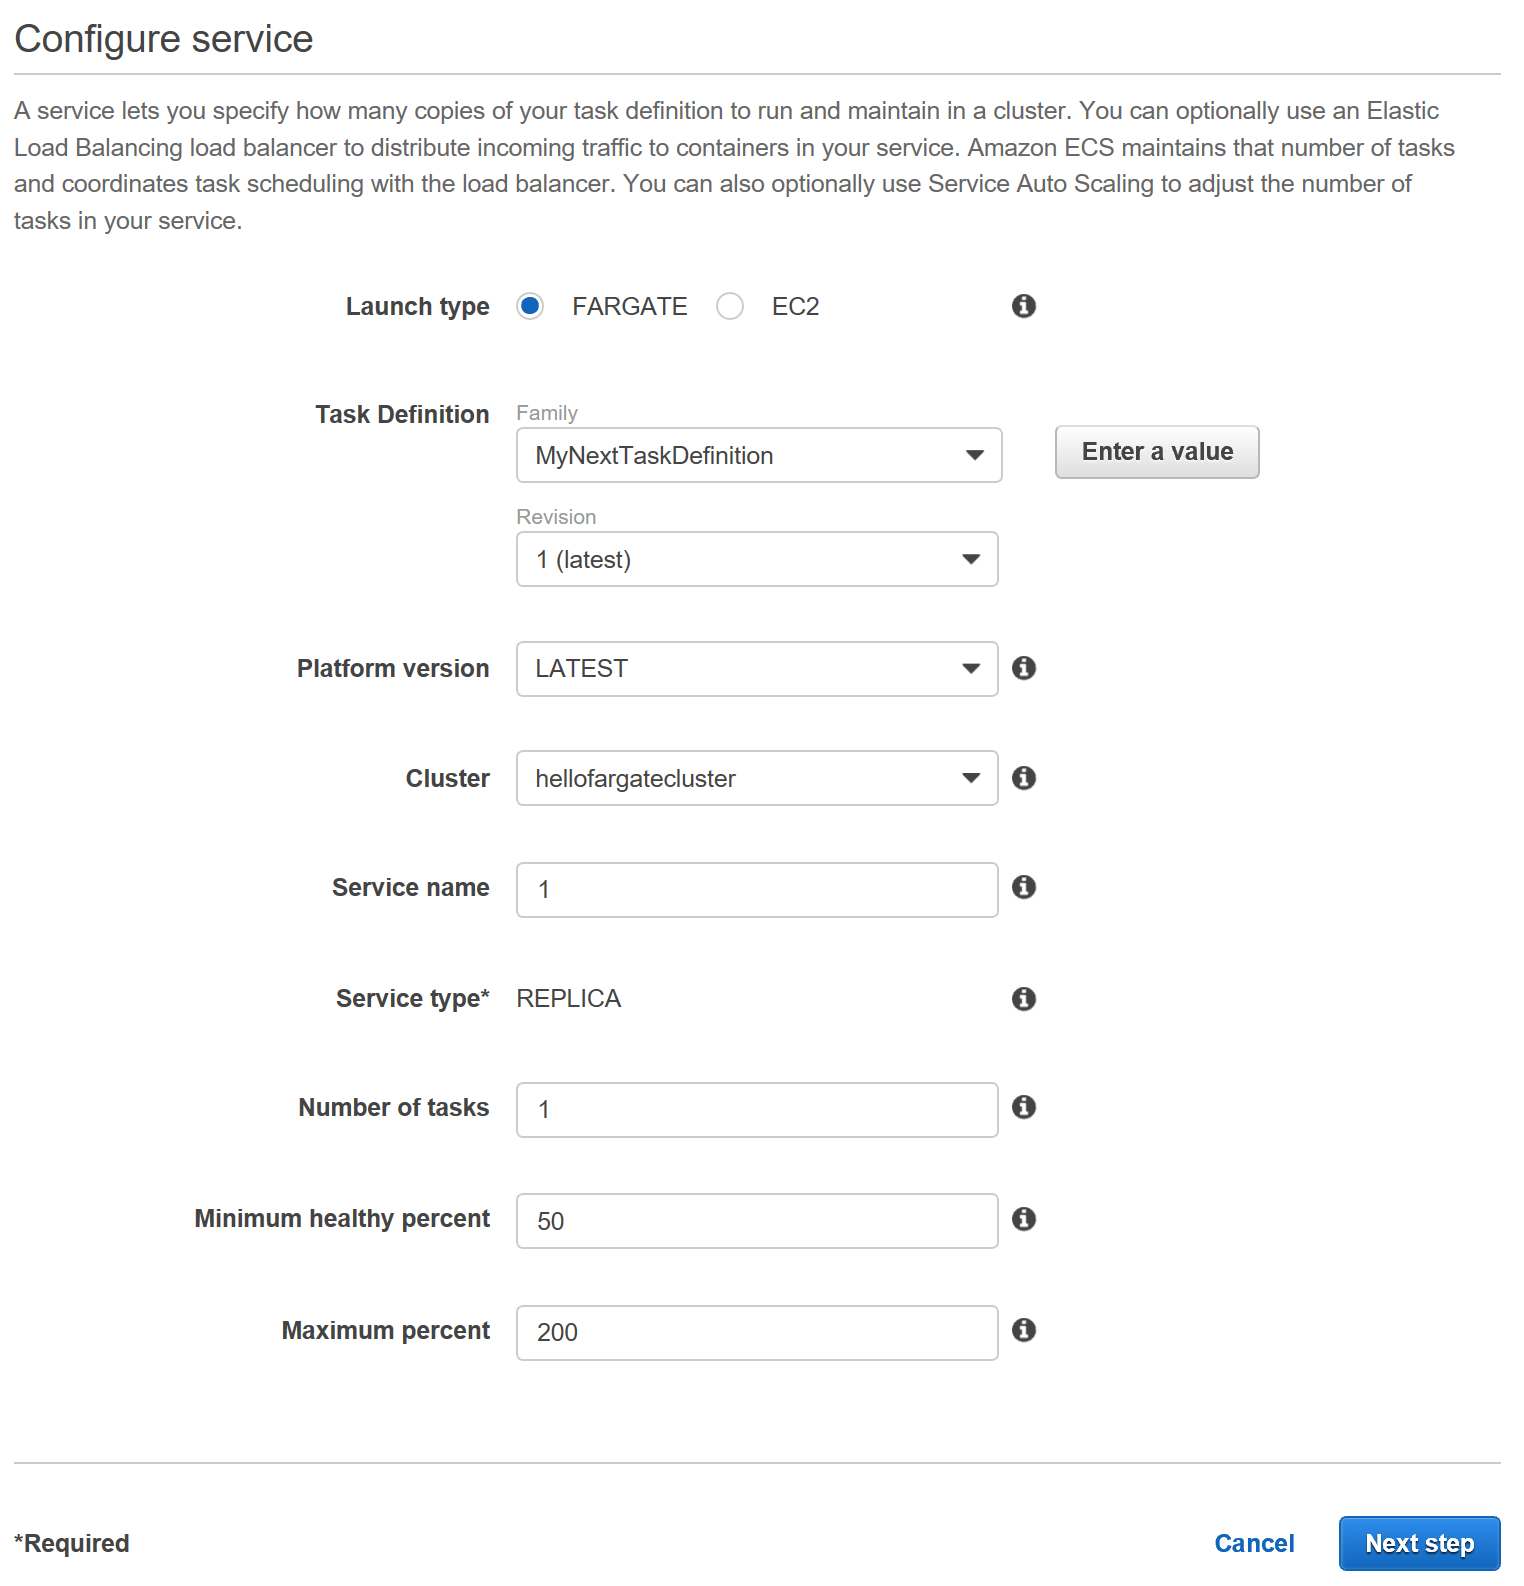 Configure service
A service lets you specify how many copies of your task definition to run and maintain in a cluster. You can optionally use an Elastic
Load Balancing load balancer to distribute incoming traffic to containers in your service. Amazon ECS maintains that number of tasks
and coordinates task scheduling with the load balancer. You can also optionally use Service Auto Scaling to adjust the number of
tasks in your service.
Launch type FARGATE EC2
Task Definition Family
MyNextTaskDefinition Enter a value
Revision
1 (latest)
Platform version LATEST
Cluster hellofargatecluster
Service name 1
Service type* REPLICA
Number of tasks 1
Minimum healthy percent 50
Maximum percent 200
*Required Cancel Next step